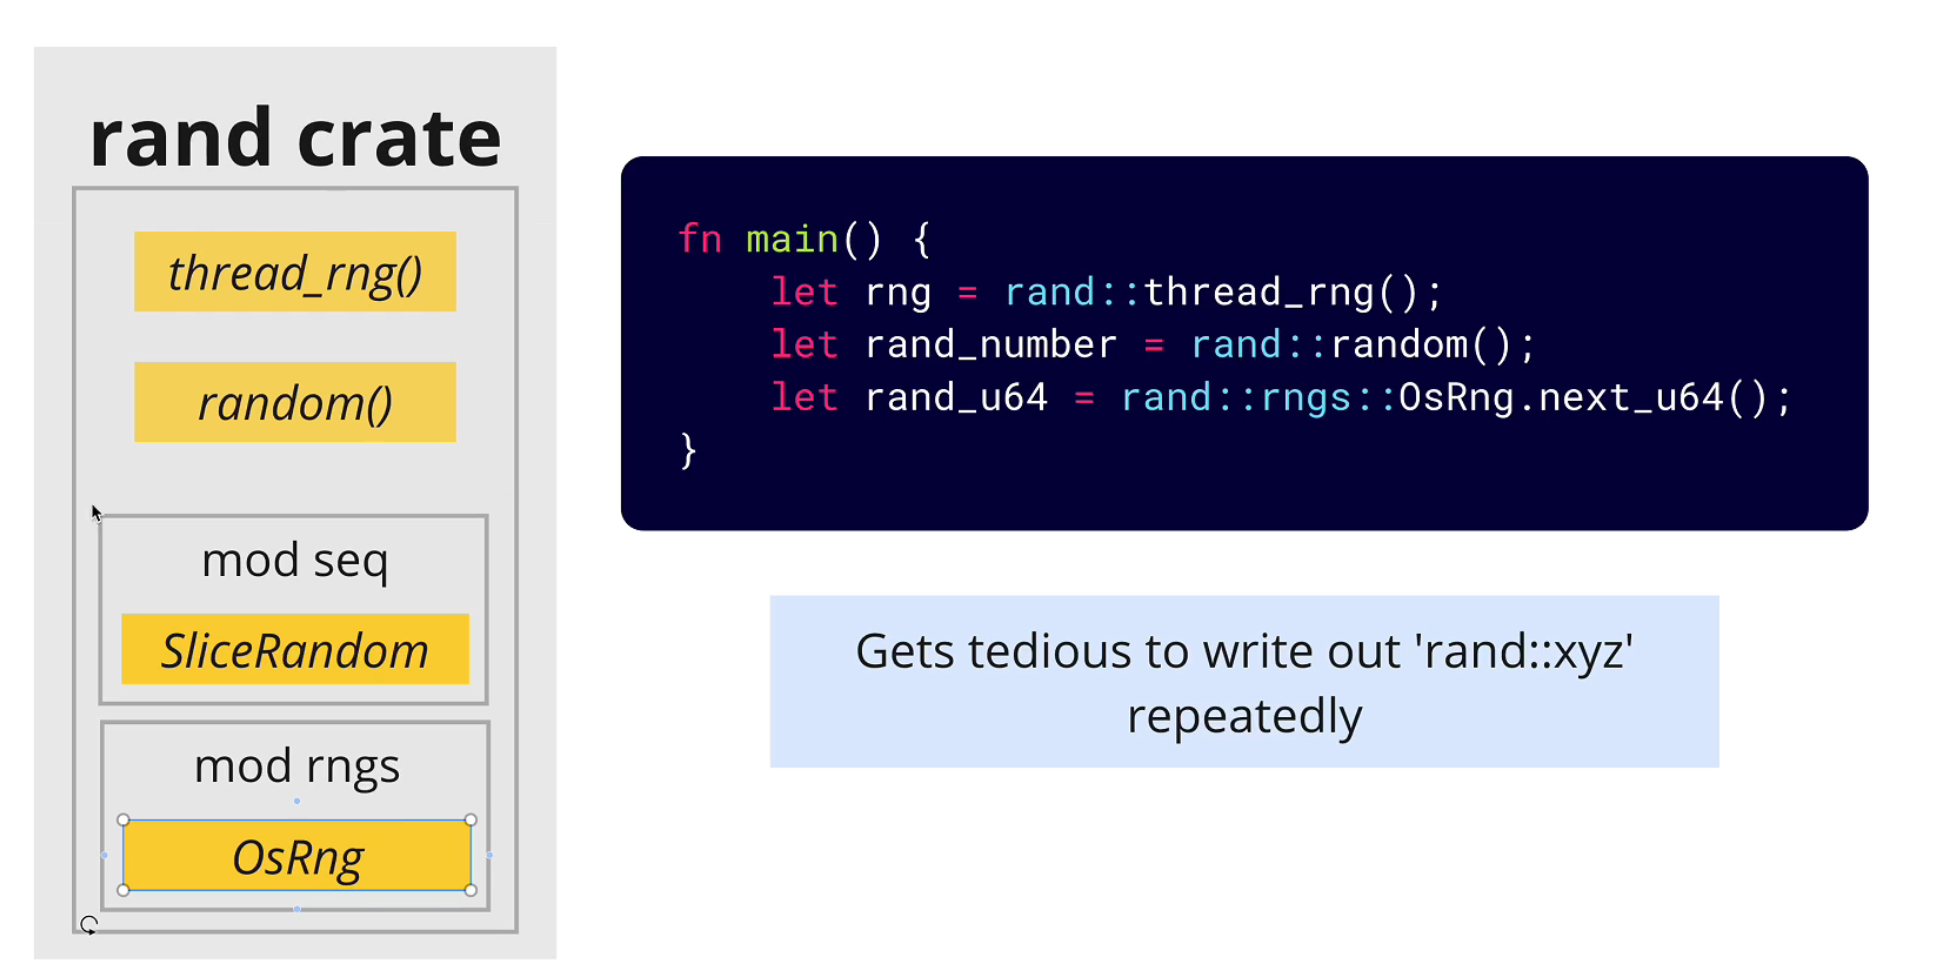 rand crate
thread_rng()
random()
mod seq
SliceRandom
mod rngs
OsRng
fn main() {
    let rng = rand::thread_rng();
    let rand_number = rand::random();
    let rand_u64 = rand::rngs::OsRng.next_u64();
}
Gets tedious to write out 'rand::xyz'
repeatedly